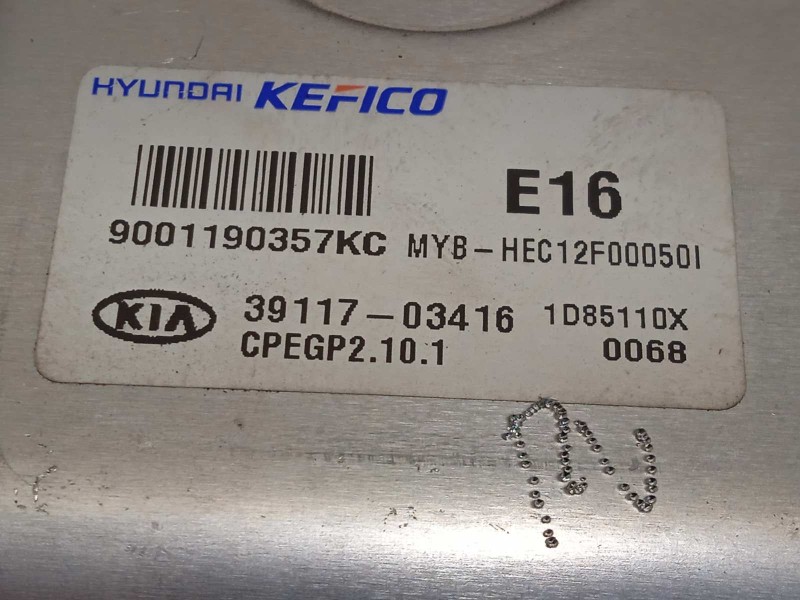 HYUNDAI KEFICO
E16
9001190357KC MYB-HEC12F00050I
KIA 39117-03416 1D85110X
CPEGP2.10.1 0068